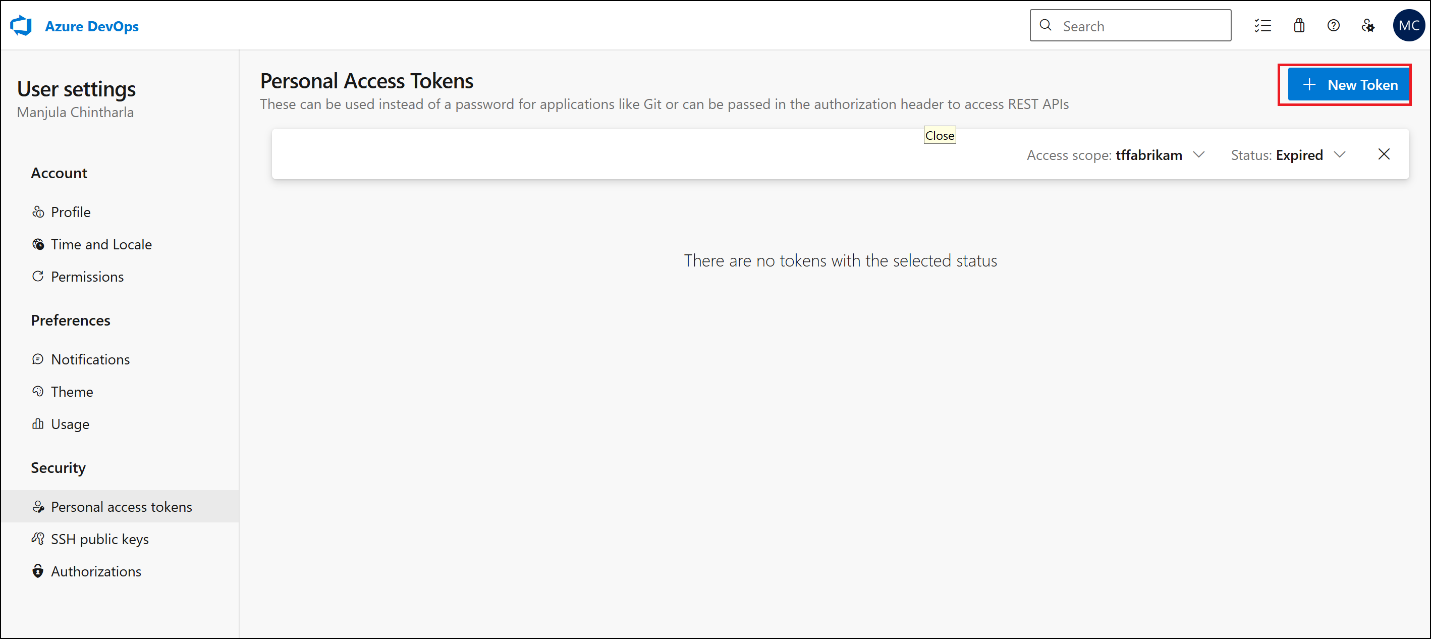 Azure DevOps
Search
MC
User settings
Manjula Chintharla
Account
Profile
Time and Locale
Permissions
Preferences
Notifications
Theme
Usage
Security
Personal access tokens
SSH public keys
Authorizations
Personal Access Tokens
New Token
These can be used instead of a password for applications like Git or can be passed in the authorization header to access REST APIs
Close
Access scope: tffabrikam Status: Expired
There are no tokens with the selected status